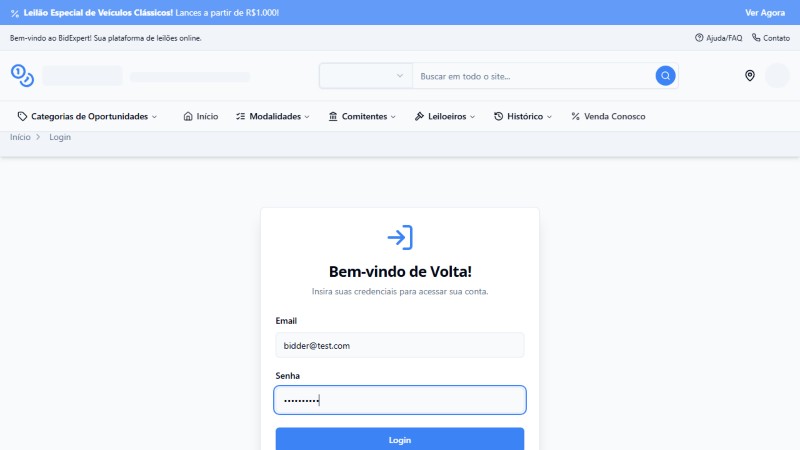 Leilão Especial de Veículos Clássicos! Lances a partir de R$1.000!
Ver Agora
Bem-vindo ao BidExpert! Sua plataforma de leilões online.
Ajuda/FAQ
Contato
Buscar em todo o site...
Categorias de Oportunidades
Início
Modalidades
Comitentes
Leiloeiros
Histórico
Venda Conosco
Início > Login
Bem-vindo de Volta!
Insira suas credenciais para acessar sua conta.
Email
bidder@test.com
Senha
••••••••••
Login